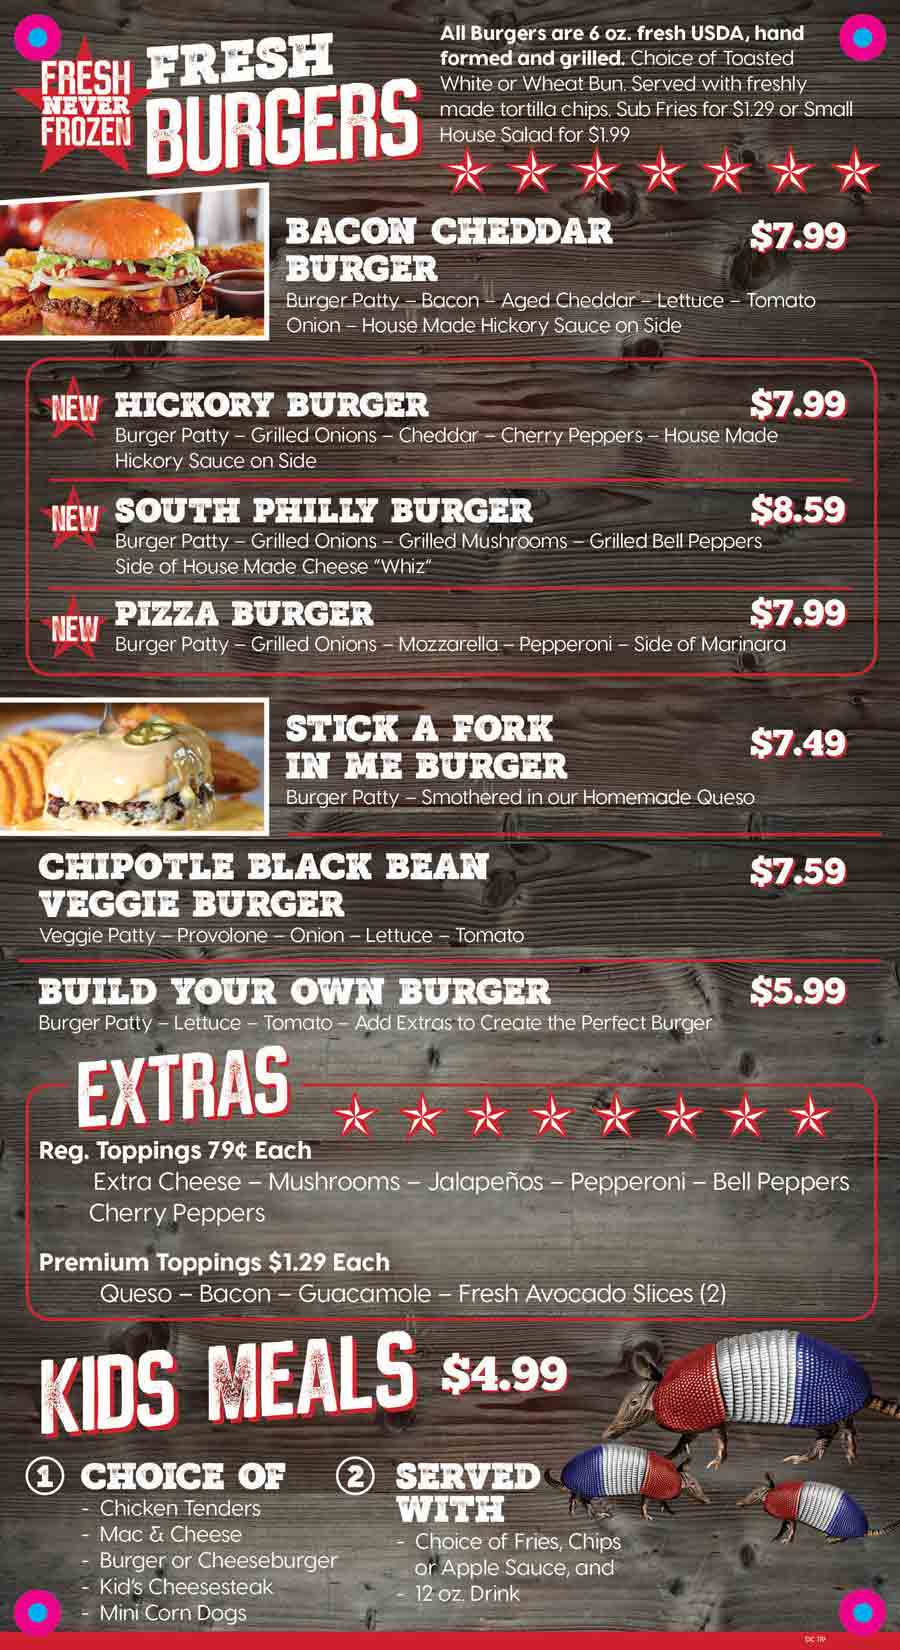 FRESH
NEVER
FROZEN
FRESH
BURGERS
All Burgers are 6 oz. fresh USDA, hand
formed and grilled. Choice of Toasted
White or Wheat Bun. Served with freshly
made tortilla chips. Sub Fries for $1.29 or Small
House Salad for $1.99
BACON CHEDDAR
BURGER
$7.99
Burger Patty – Bacon – Aged Cheddar – Lettuce – Tomato
Onion – House Made Hickory Sauce on Side
NEW HICKORY BURGER $7.99
Burger Patty – Grilled Onions – Cheddar – Cherry Peppers – House Made
Hickory Sauce on Side
NEW SOUTH PHILLY BURGER $8.59
Burger Patty – Grilled Onions – Grilled Mushrooms – Grilled Bell Peppers
Side of House Made Cheese "Whiz"
NEW PIZZA BURGER $7.99
Burger Patty – Grilled Onions – Mozzarella – Pepperoni – Side of Marinara
STICK A FORK
IN ME BURGER
$7.49
Burger Patty – Smothered in our Homemade Queso
CHIPOTLE BLACK BEAN
VEGGIE BURGER
$7.59
Veggie Patty – Provolone – Onion – Lettuce – Tomato
BUILD YOUR OWN BURGER $5.99
Burger Patty – Lettuce – Tomato – Add Extras to Create the Perfect Burger
EXTRAS
Reg. Toppings 79¢ Each
Extra Cheese – Mushrooms – Jalapeños – Pepperoni – Bell Peppers
Cherry Peppers
Premium Toppings $1.29 Each
Queso – Bacon – Guacamole – Fresh Avocado Slices (2)
KIDS MEALS $4.99
1 CHOICE OF
- Chicken Tenders
- Mac & Cheese
- Burger or Cheeseburger
- Kid's Cheesesteak
- Mini Corn Dogs
2 SERVED
WITH
- Choice of Fries, Chips
or Apple Sauce, and
- 12 oz. Drink